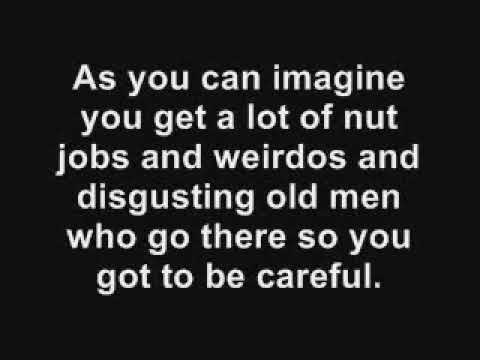 As you can imagine
you get a lot of nut
jobs and weirdos and
disgusting old men
who go there so you
got to be careful.